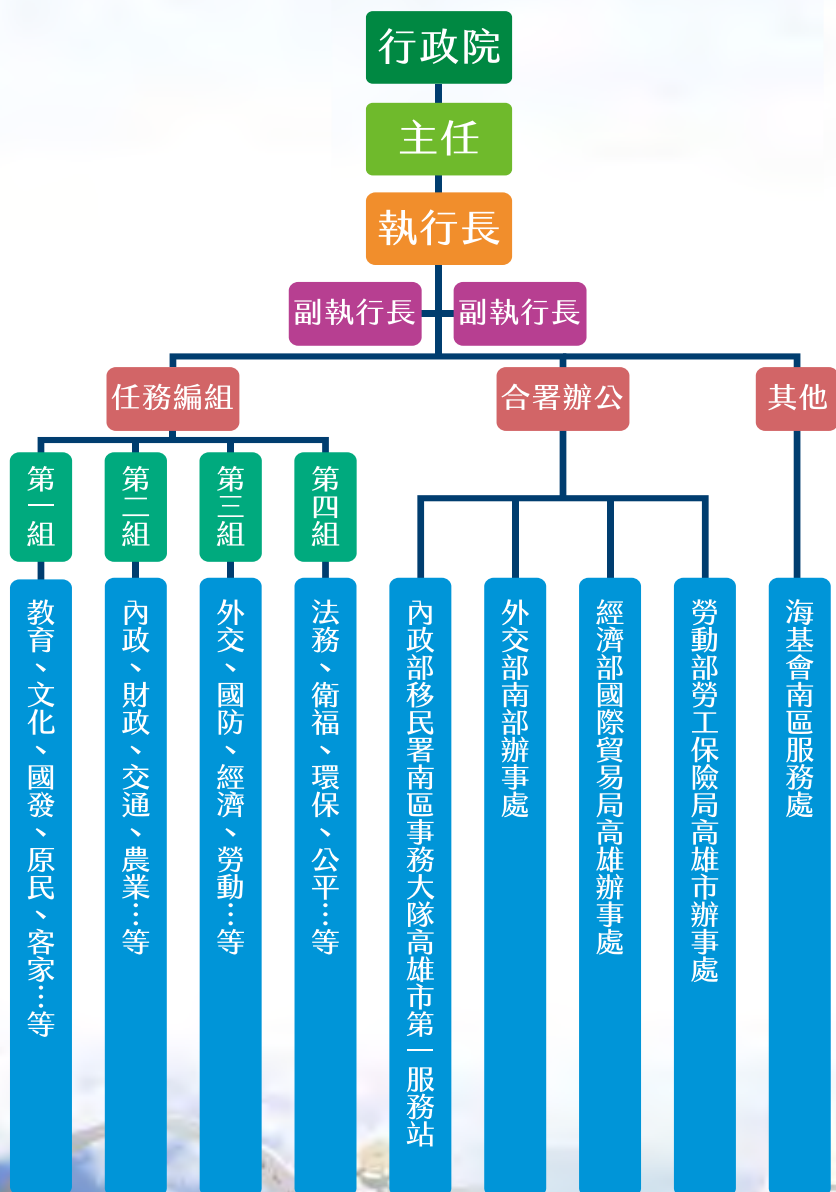 行政院
主任
執行長
副執行長
副執行長
任務編組
合署辦公
其他
第一組
第二組
第三組
第四組
教育、文化、國發、原民、客家…等
內政、財政、交通、農業…等
外交、國防、經濟、勞動…等
法務、衛福、環保、公平…等
內政部移民署南區事務大隊高雄市第一服務站
外交部南部辦事處
經濟部國際貿易局高雄辦事處
勞動部勞工保險局高雄市辦事處
海基會南區服務處